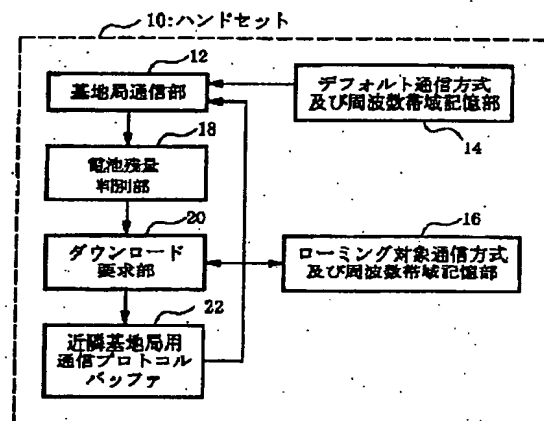 10:ハンドセット
12
基地局通信部
デフォルト通信方式
及び周波数帯域記憶部
14
18
電池残量
判別部
20
ダウンロード
要求部
16
ローミング対象通信方式
及び周波数帯域記憶部
22
近隣基地局用
通信プロトコル
バッファ